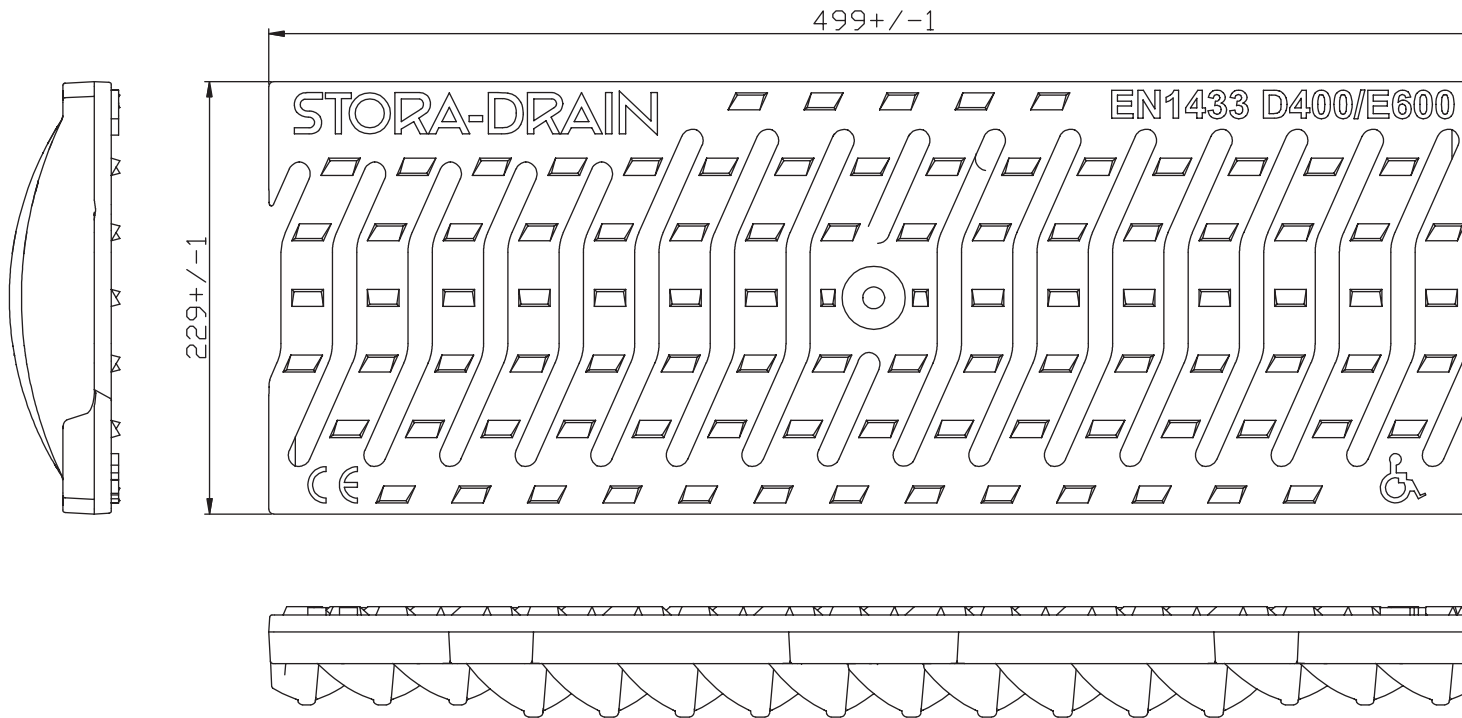 499+/-1
STORA-DRAIN
EN1433 D400/E600
229+/-1
CE